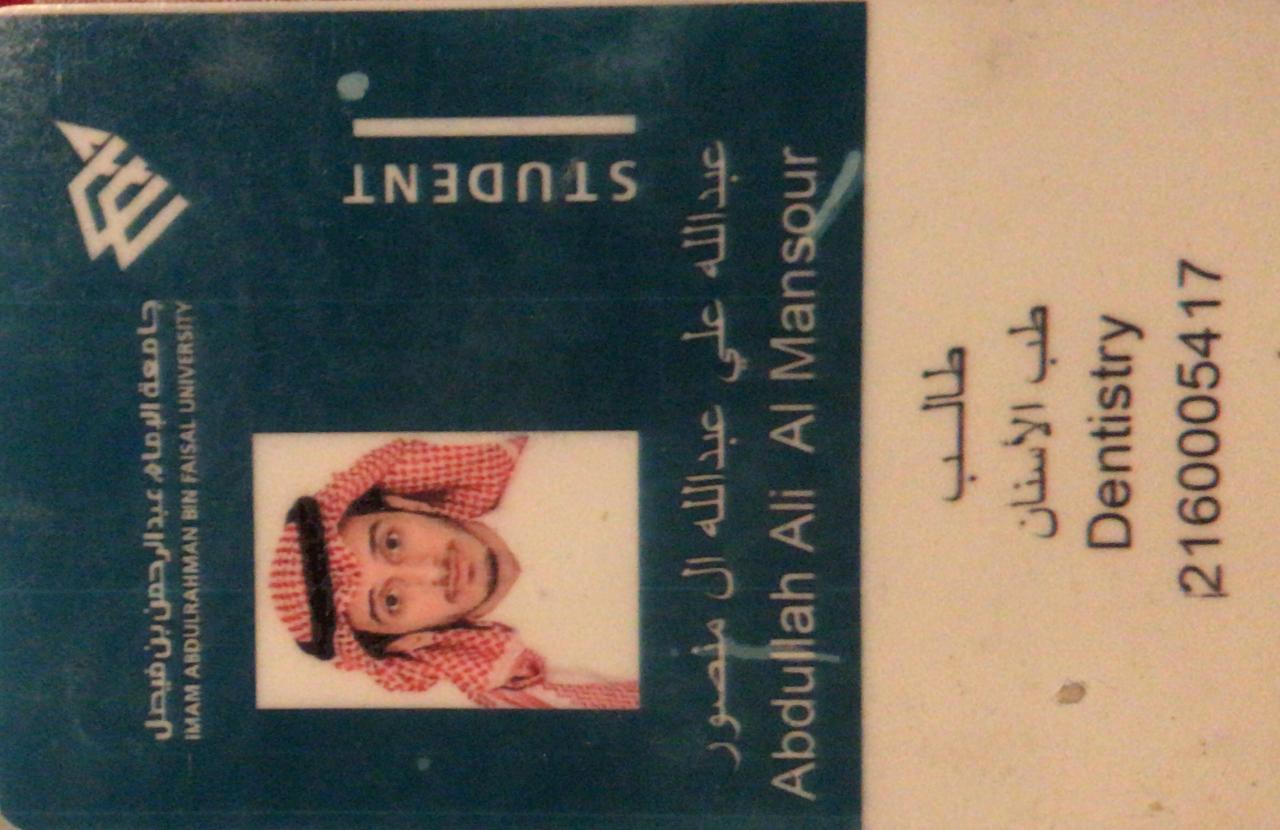 جامعة الإمام عبدالرحمن بن فيصل
IMAM ABDULRAHMAN BIN FAISAL UNIVERSITY
STUDENT
عبدالله علي عبدالله ال منصور
Abdullah Ali Al Mansour
طالب
طب الأسنان
Dentistry
2160005417